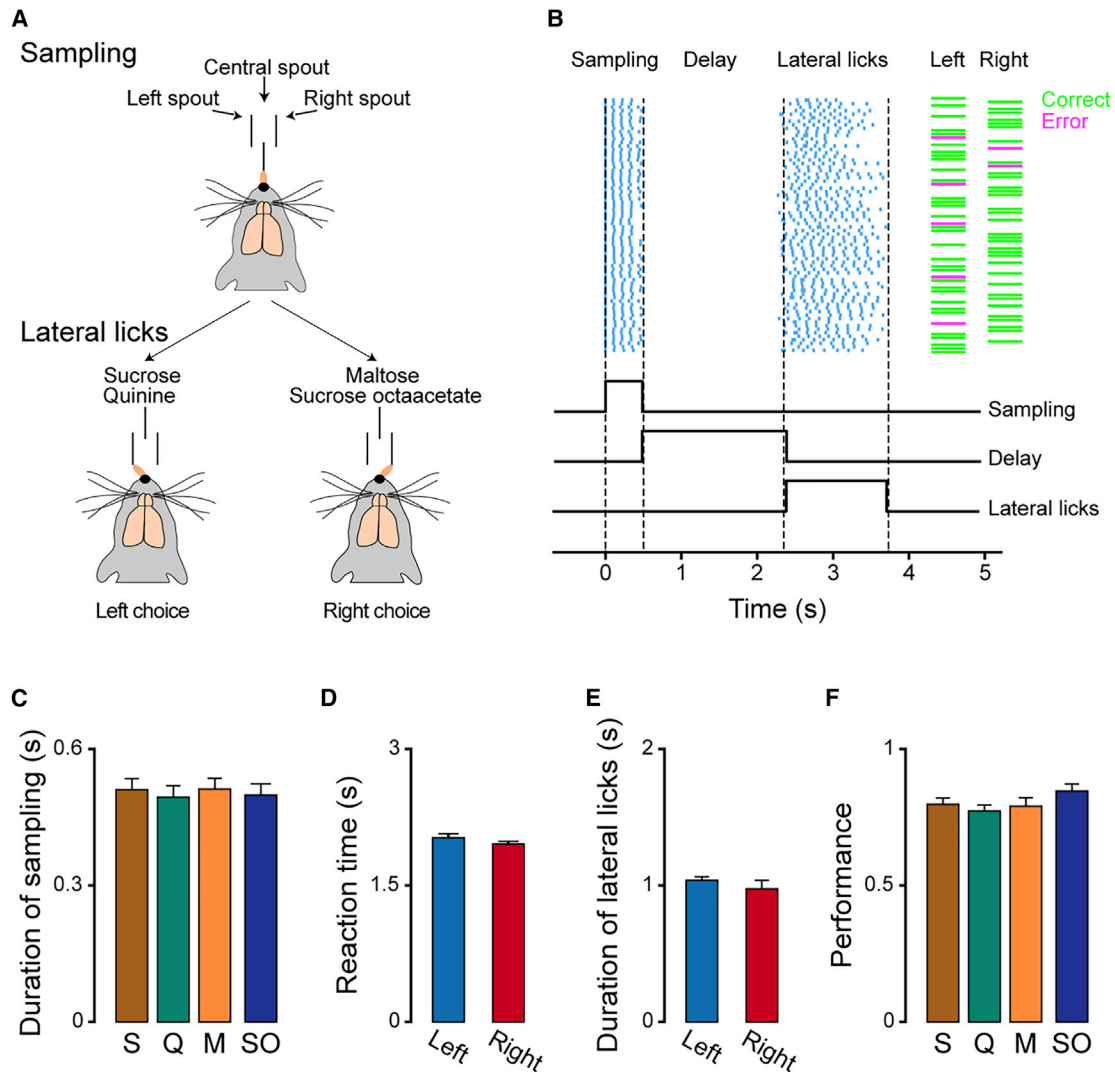 A
Sampling
Central spout
Left spout
Right spout
Lateral licks
Sucrose
Quinine
Maltose
Sucrose octaacetate
Left choice
Right choice
B
Sampling Delay Lateral licks Left Right
Correct
Error
Sampling
Delay
Lateral licks
0 1 2 3 4 5
Time (s)
C
Duration of sampling (s)
0.6
0.3
0
S Q M SO
D
Reaction time (s)
3
1.5
0
Left Right
E
Duration of lateral licks (s)
2
1
0
Left Right
F
Performance
1
0.5
0
S Q M SO